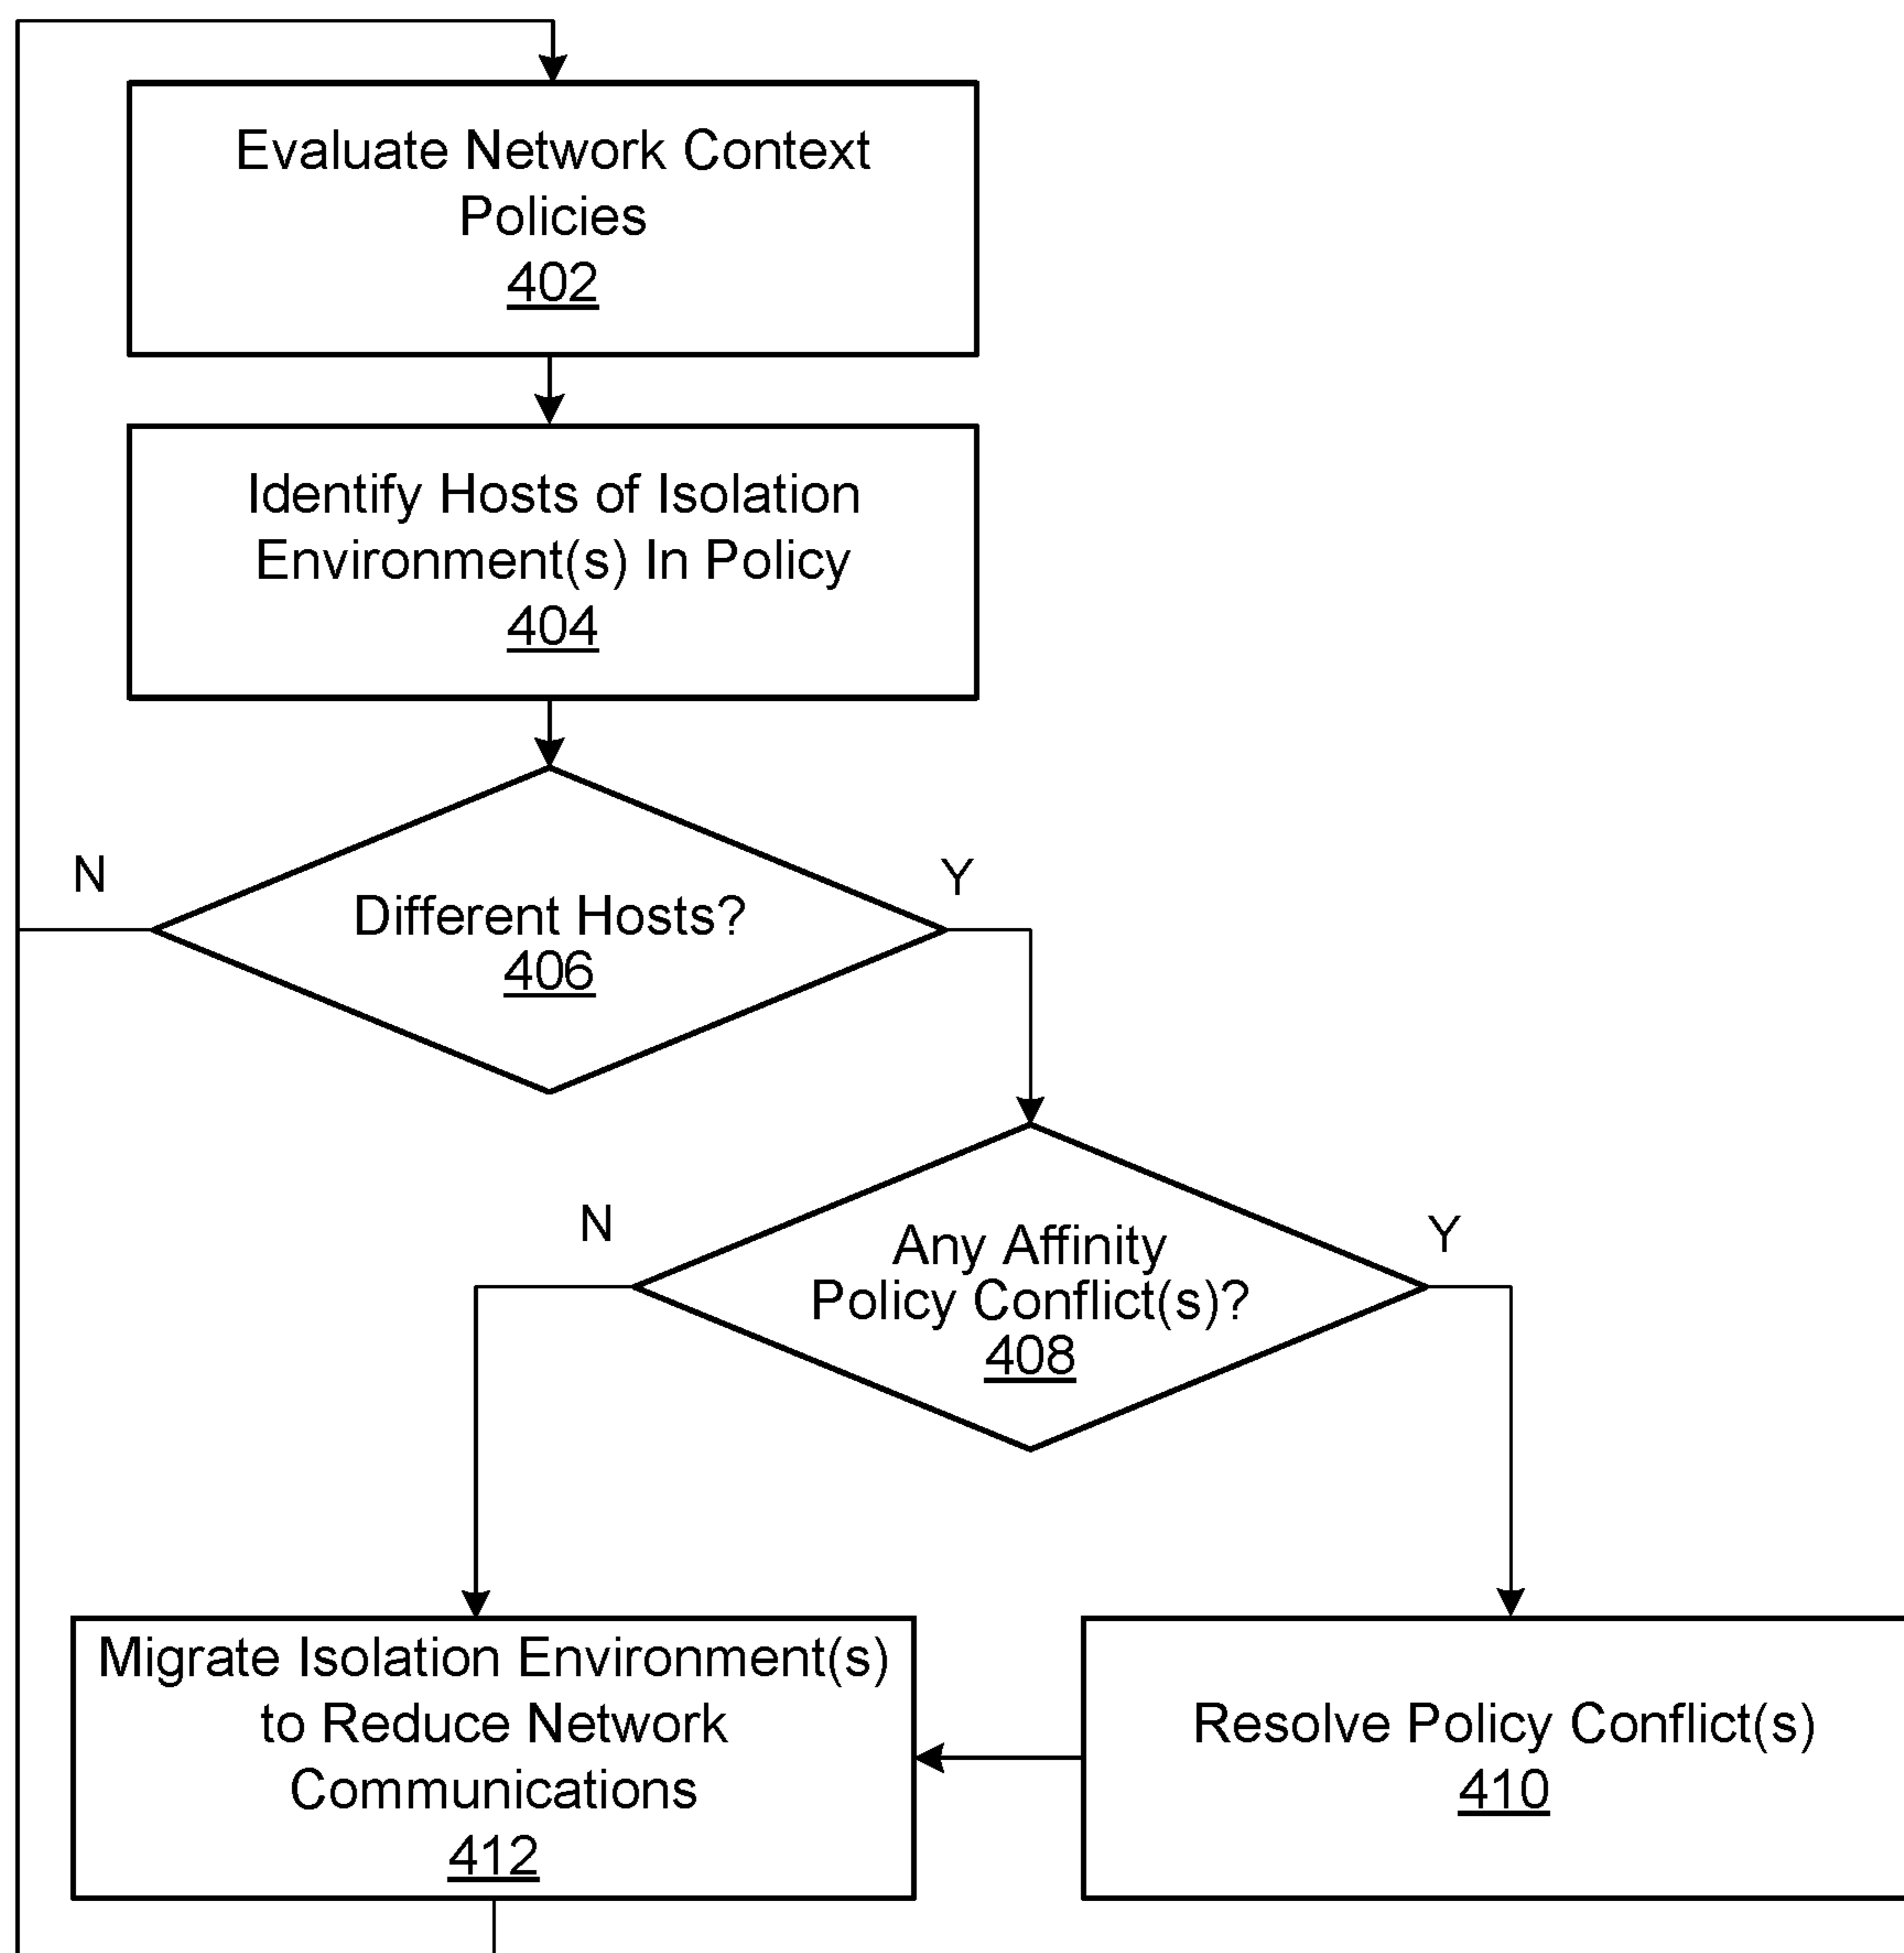 Evaluate Network Context
Policies
402
Identify Hosts of Isolation
Environment(s) In Policy
404
N
Y
Different Hosts?
406
N
Y
Any Affinity
Policy Conflict(s)?
408
Migrate Isolation Environment(s)
to Reduce Network
Communications
412
Resolve Policy Conflict(s)
410